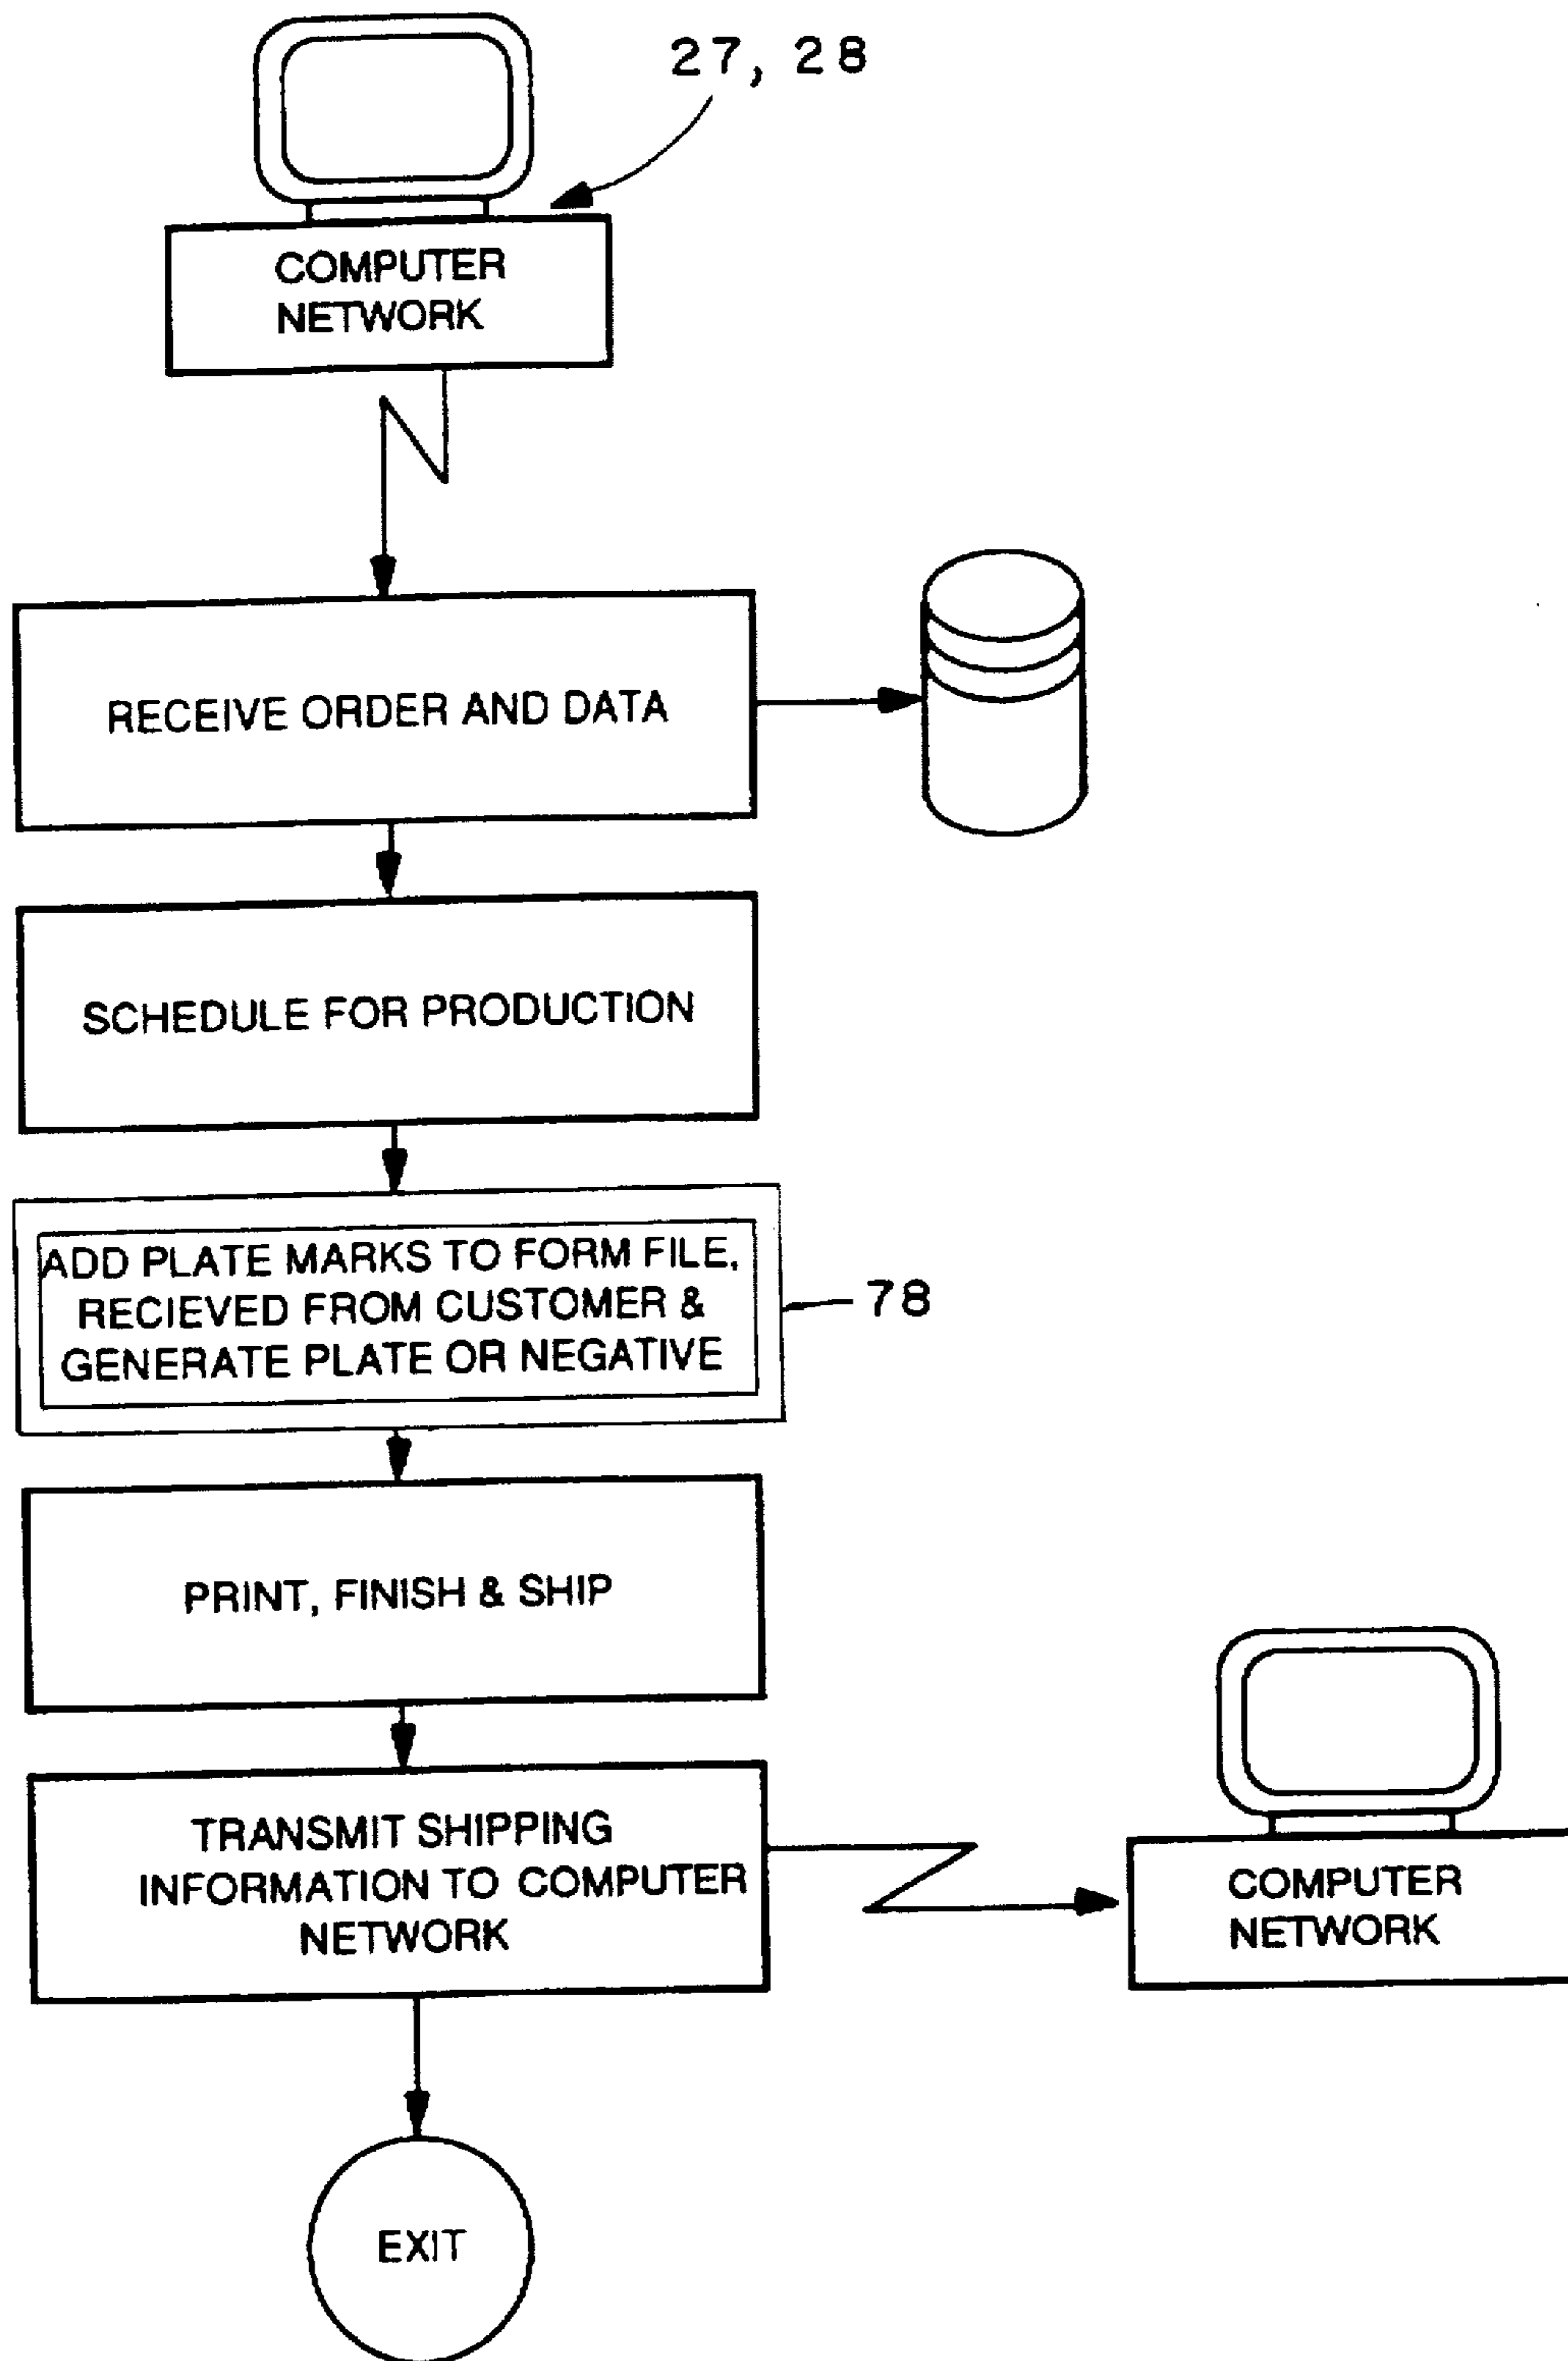 27, 28
COMPUTER
NETWORK
RECEIVE ORDER AND DATA
SCHEDULE FOR PRODUCTION
ADD PLATE MARKS TO FORM FILE,
RECIEVED FROM CUSTOMER &
GENERATE PLATE OR NEGATIVE
78
PRINT, FINISH & SHIP
TRANSMIT SHIPPING
INFORMATION TO COMPUTER
NETWORK
COMPUTER
NETWORK
EXIT